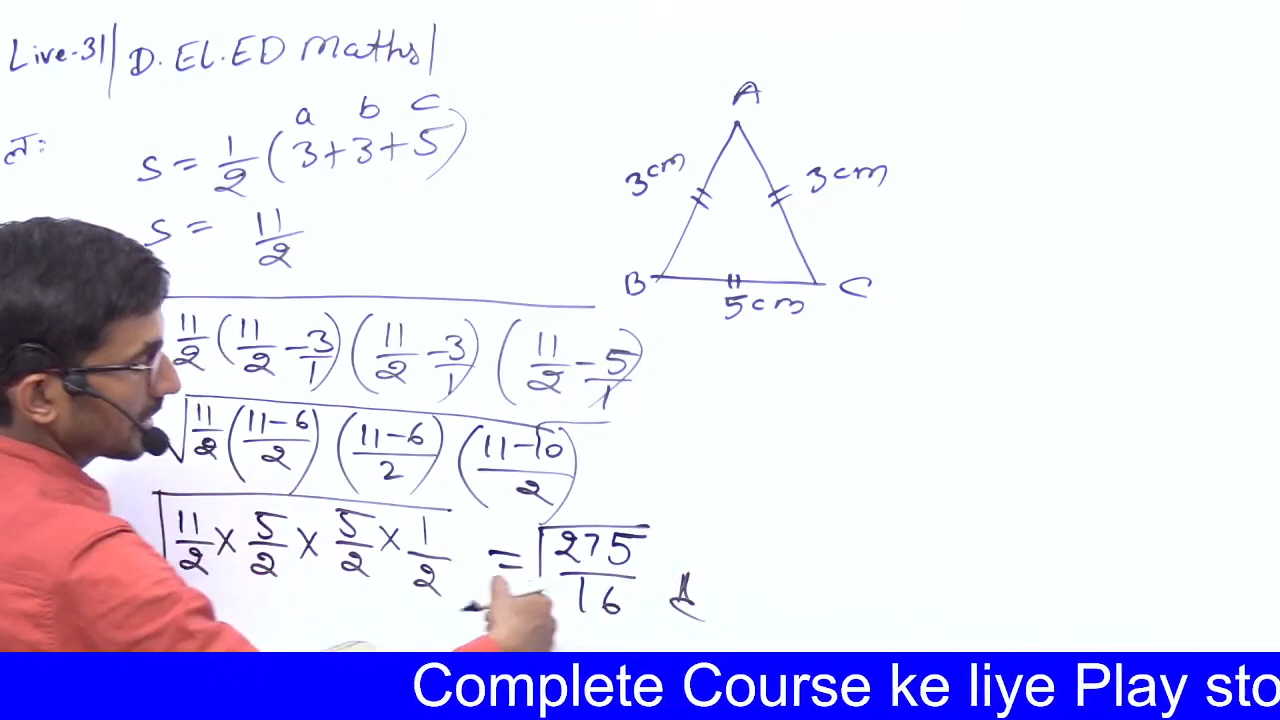 Live-31| D. El. ED Maths|
a b c
S = 1/2 (3+3+5)
S = 11/2
11/2 (11/2 - 3/1) (11/2 - 3/1) (11/2 - 5/1)
√11/2 (11-6/2) (11-6/2) (11-10/2)
√11/2 × 5/2 × 5/2 × 1/2 = √275/16
A
3cm 3cm
B C
5cm
Complete Course ke liye Play sto